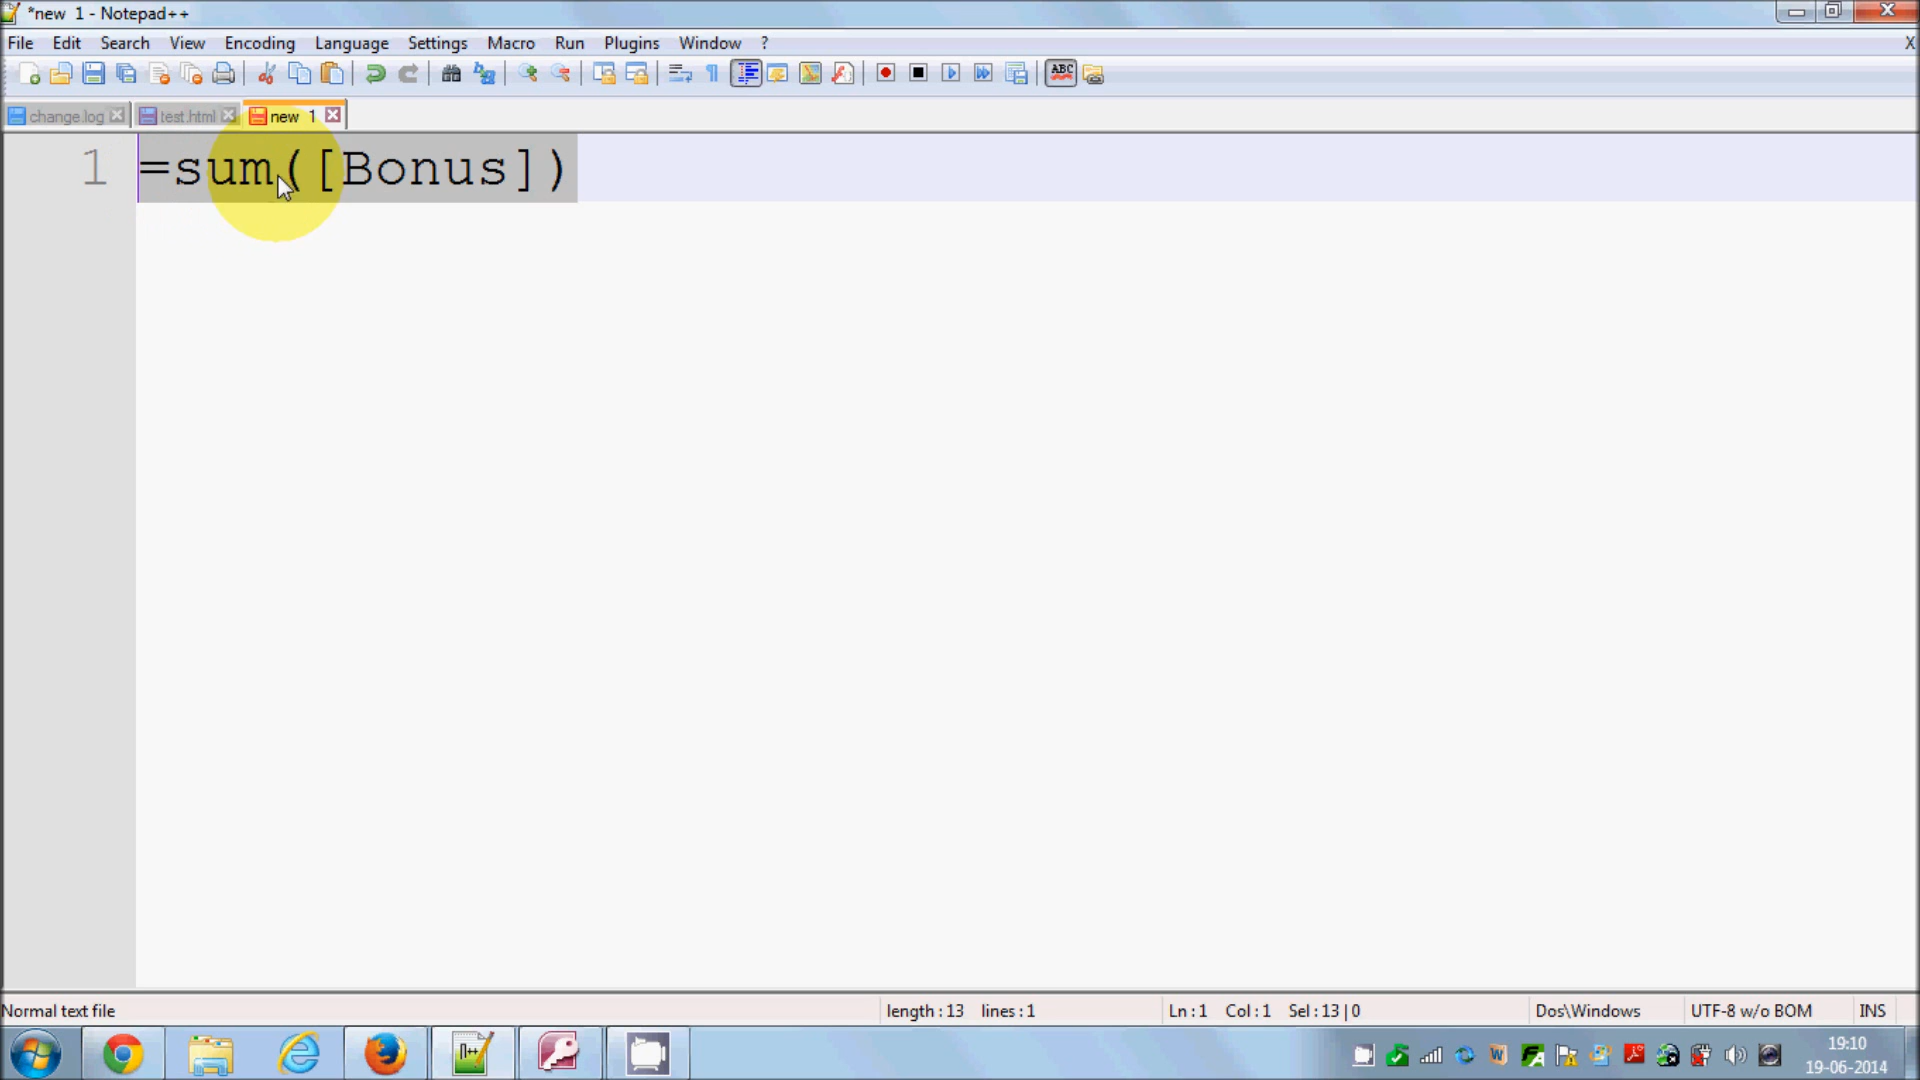 *new 1 - Notepad++
File Edit Search View Encoding Language Settings Macro Run Plugins Window ? X
change.log test.html new 1
1 =sum([Bonus])
Normal text file length : 13 lines : 1 Ln : 1 Col : 1 Sel : 13 | 0 Dos\Windows UTF-8 w/o BOM INS
19:10
19-06-2014